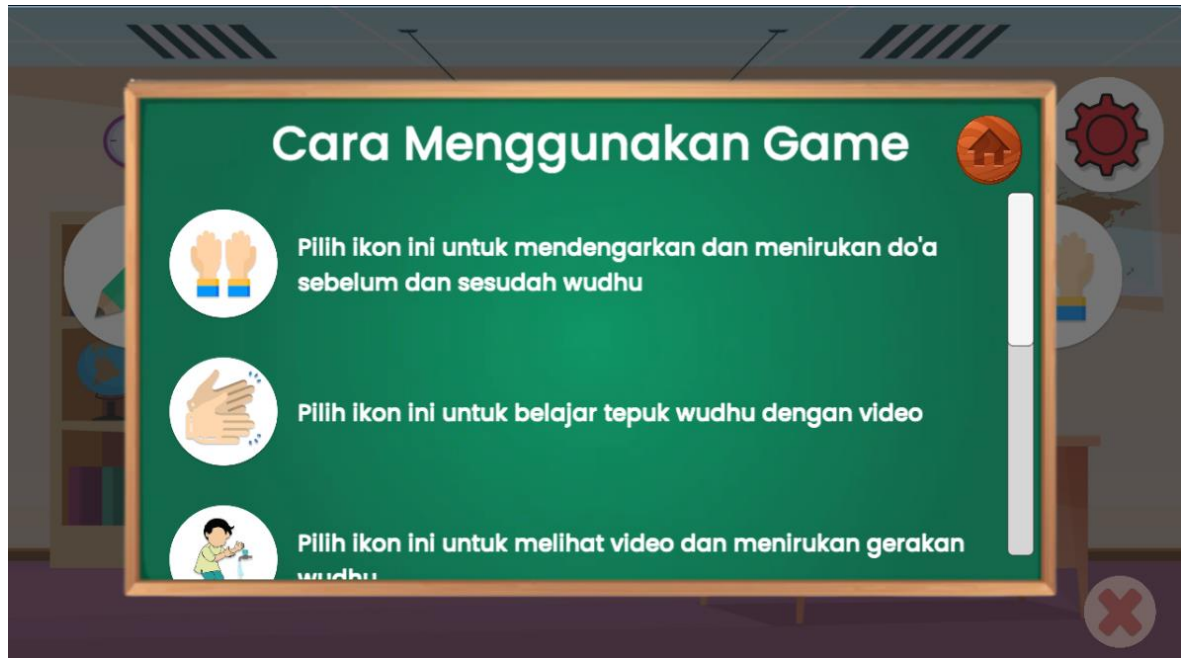 Cara Menggunakan Game
Pilih ikon ini untuk mendengarkan dan menirukan do'a
sebelum dan sesudah wudhu
Pilih ikon ini untuk belajar tepuk wudhu dengan video
Pilih ikon ini untuk melihat video dan menirukan gerakan
wudhu